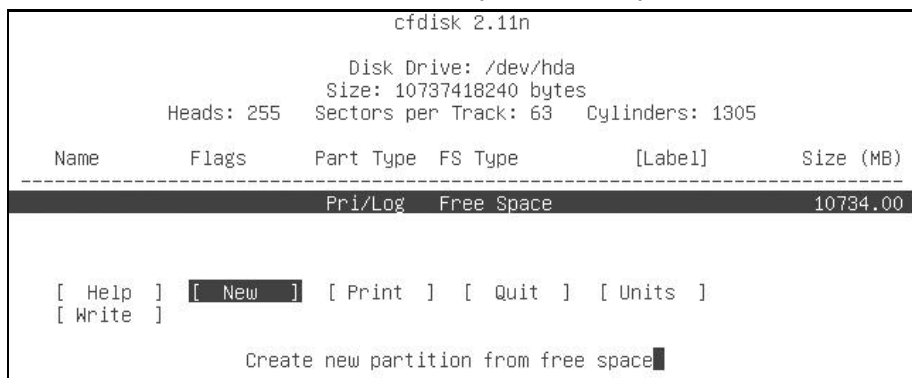 cfdisk 2.11n
Disk Drive: /dev/hda
Size: 10737418240 bytes
Heads: 255 Sectors per Track: 63 Cylinders: 1305
Name Flags Part Type FS Type [Label] Size (MB)
Pri/Log Free Space 10734.00
[ Help ] [ New ] [ Print ] [ Quit ] [ Units ]
[ Write ]
Create new partition from free space